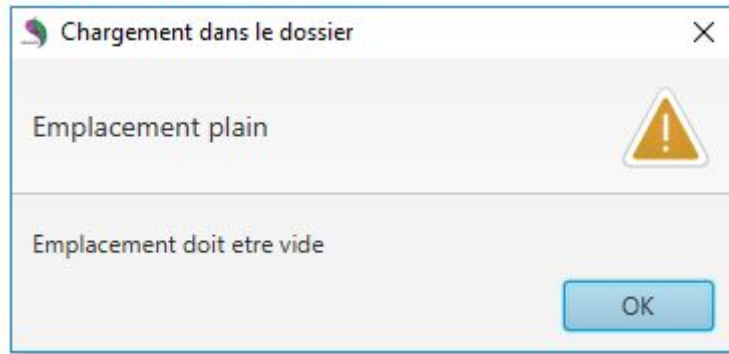 Chargement dans le dossier
Emplacement plain
Emplacement doit etre vide
OK